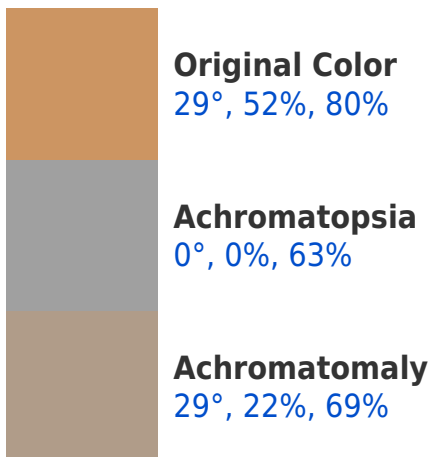 Original Color
29°, 52%, 80%
Achromatopsia
0°, 0%, 63%
Achromatomaly
29°, 22%, 69%